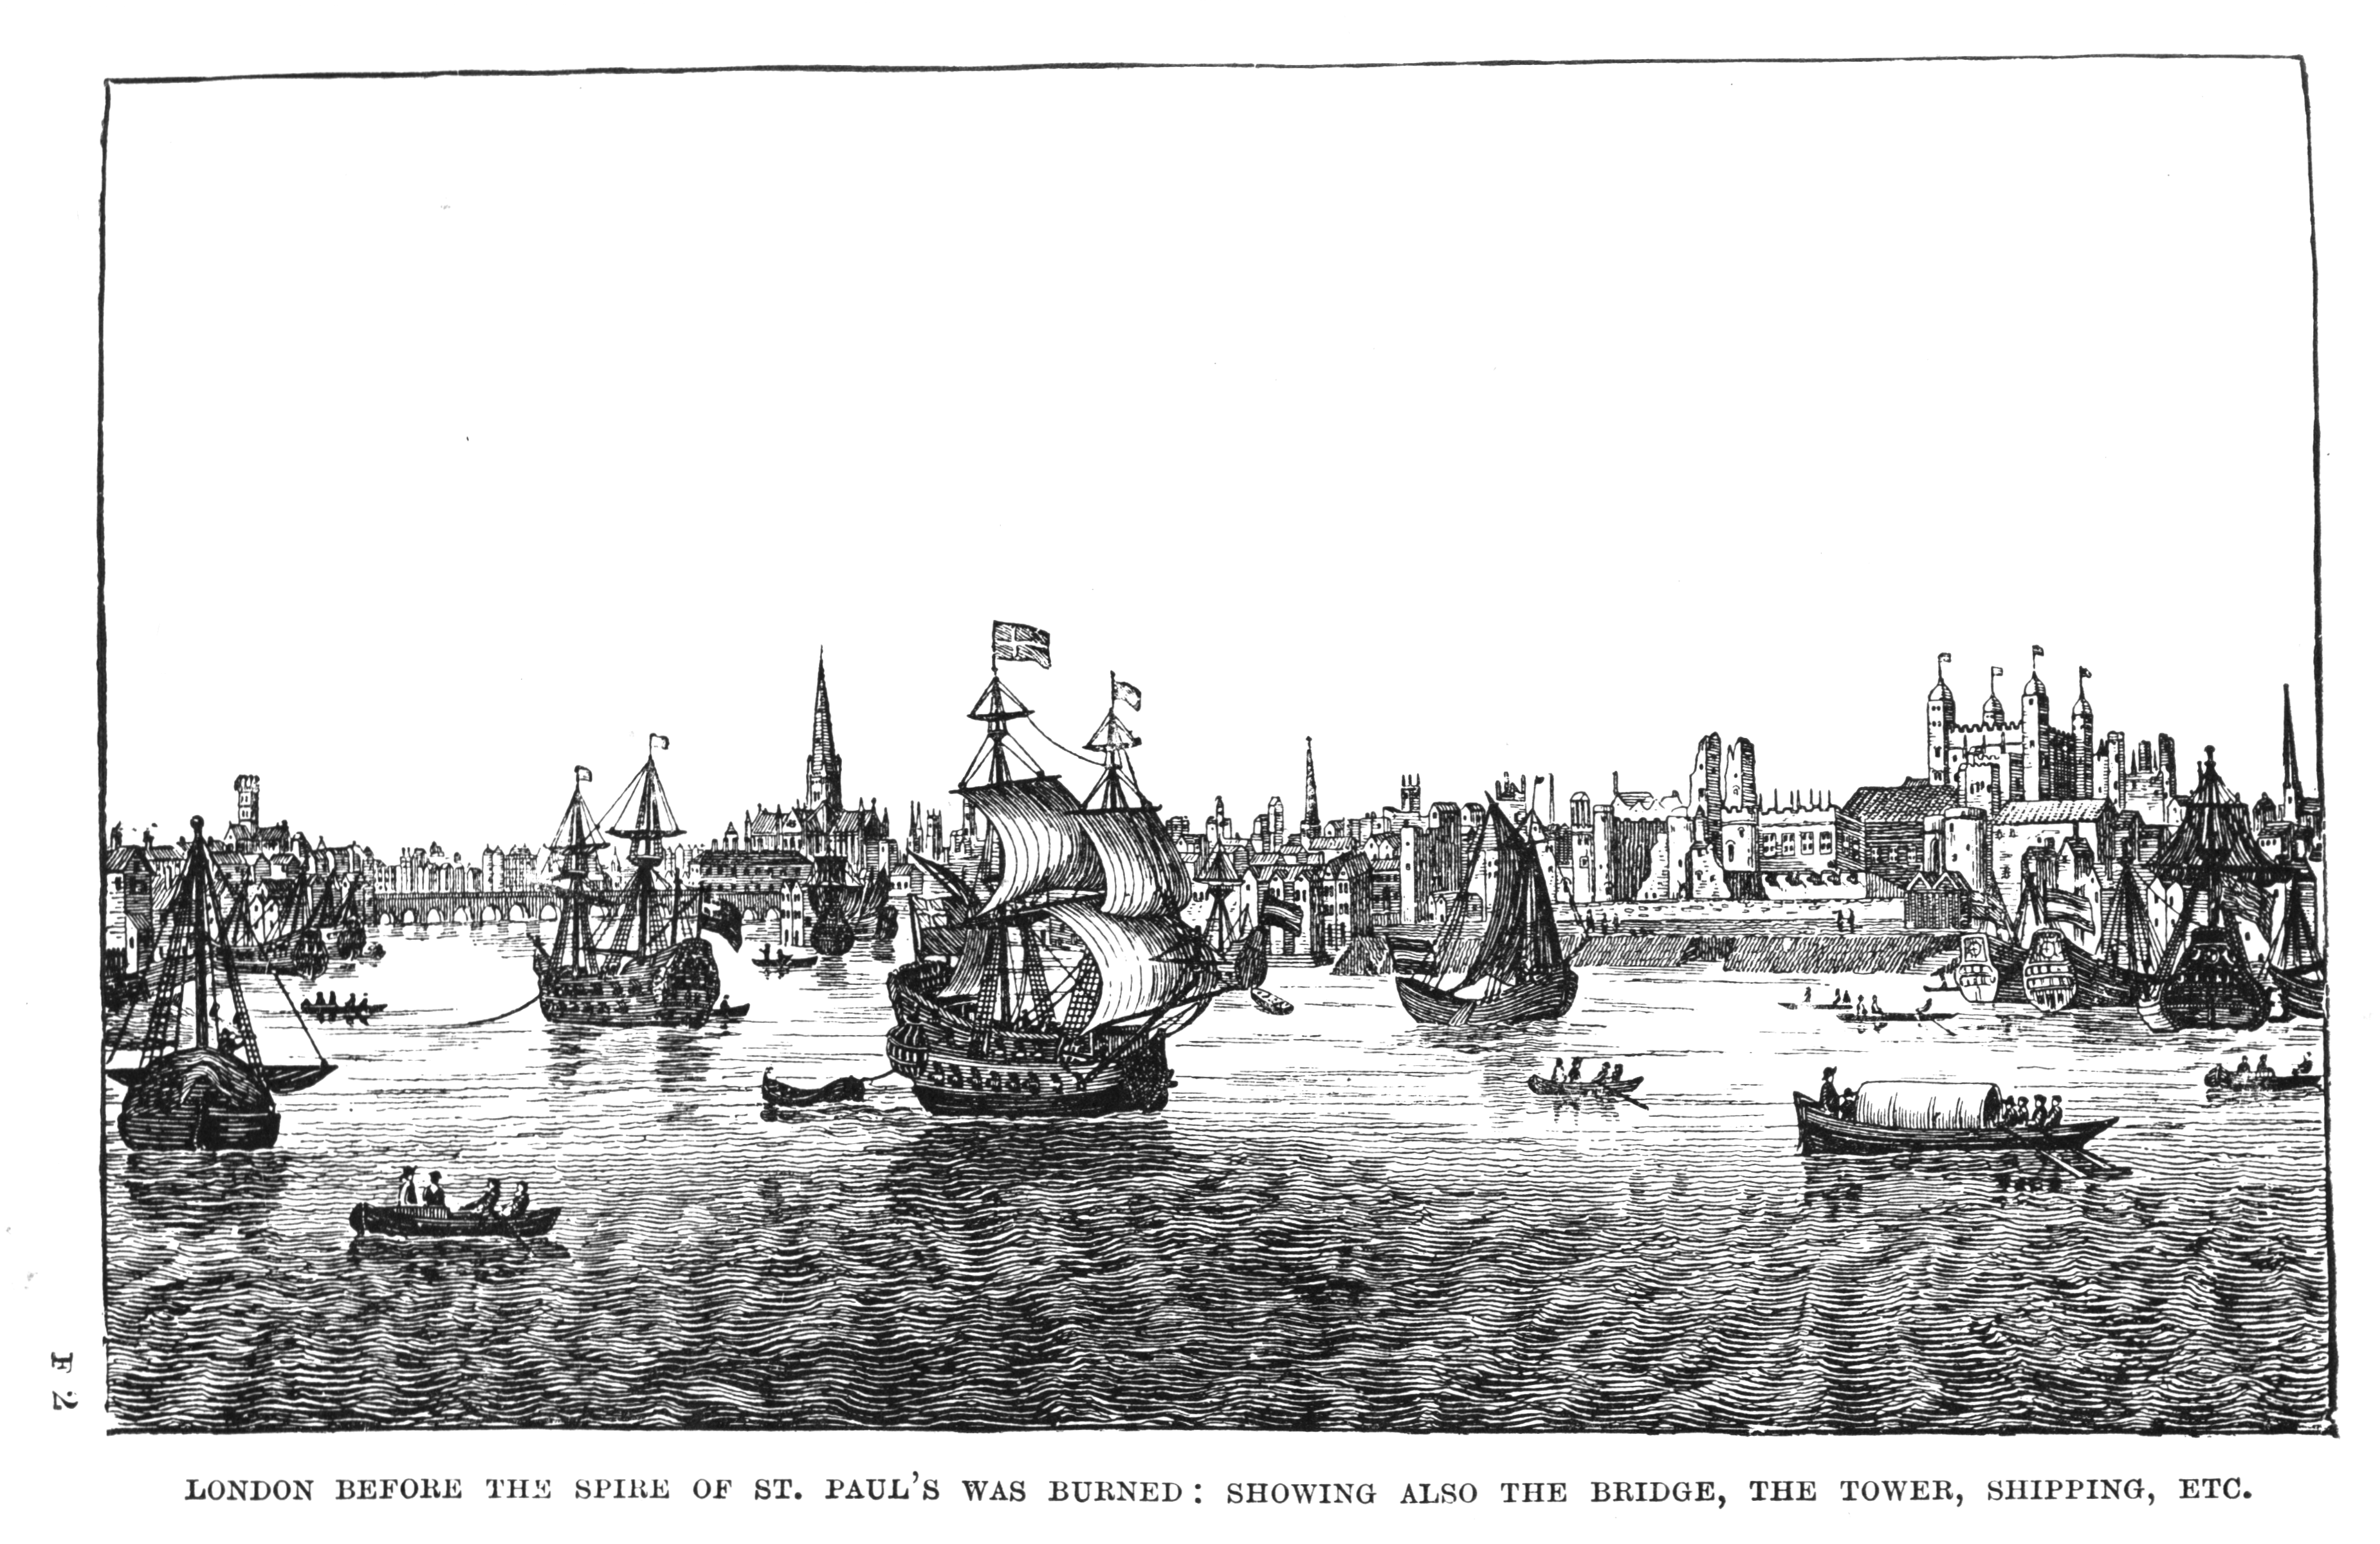 LONDON BEFORE THE SPIRE OF ST. PAUL'S WAS BURNED: SHOWING ALSO THE BRIDGE, THE TOWER, SHIPPING, ETC.
F 2